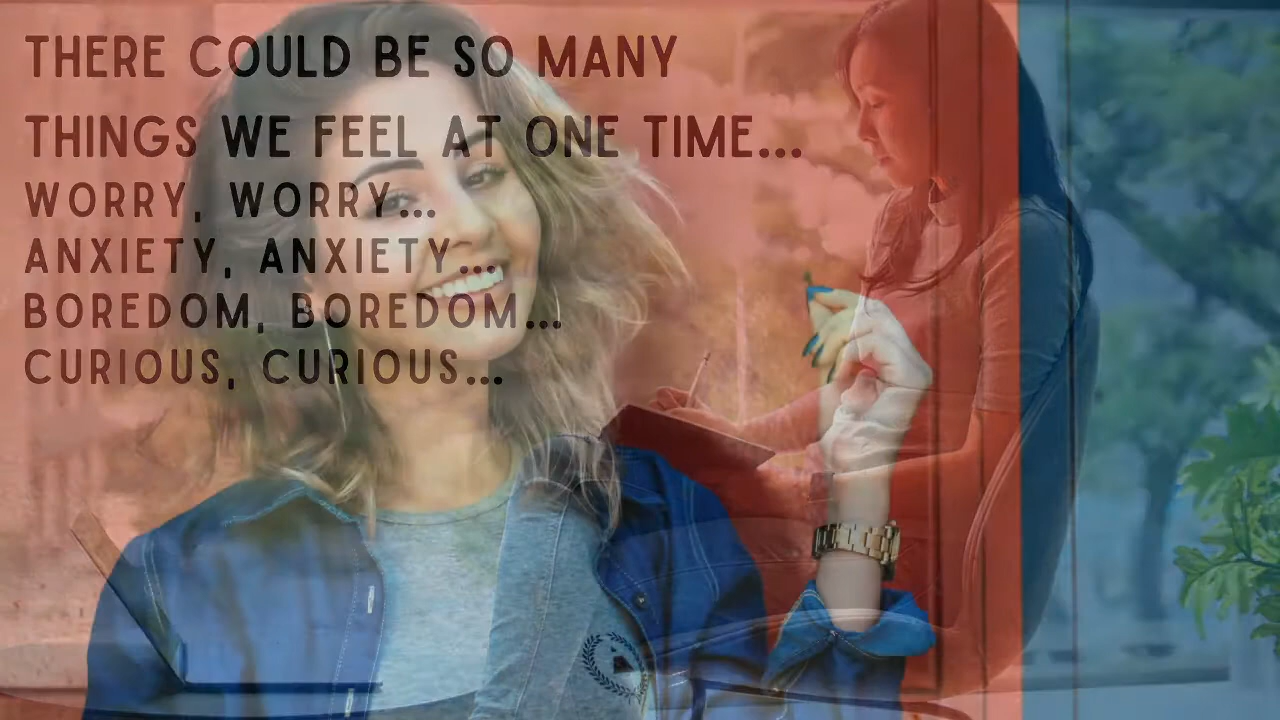 THERE COULD BE SO MANY
THINGS WE FEEL AT ONE TIME...
WORRY, WORRY...
ANXIETY, ANXIETY...
BOREDOM, BOREDOM...
CURIOUS, CURIOUS...